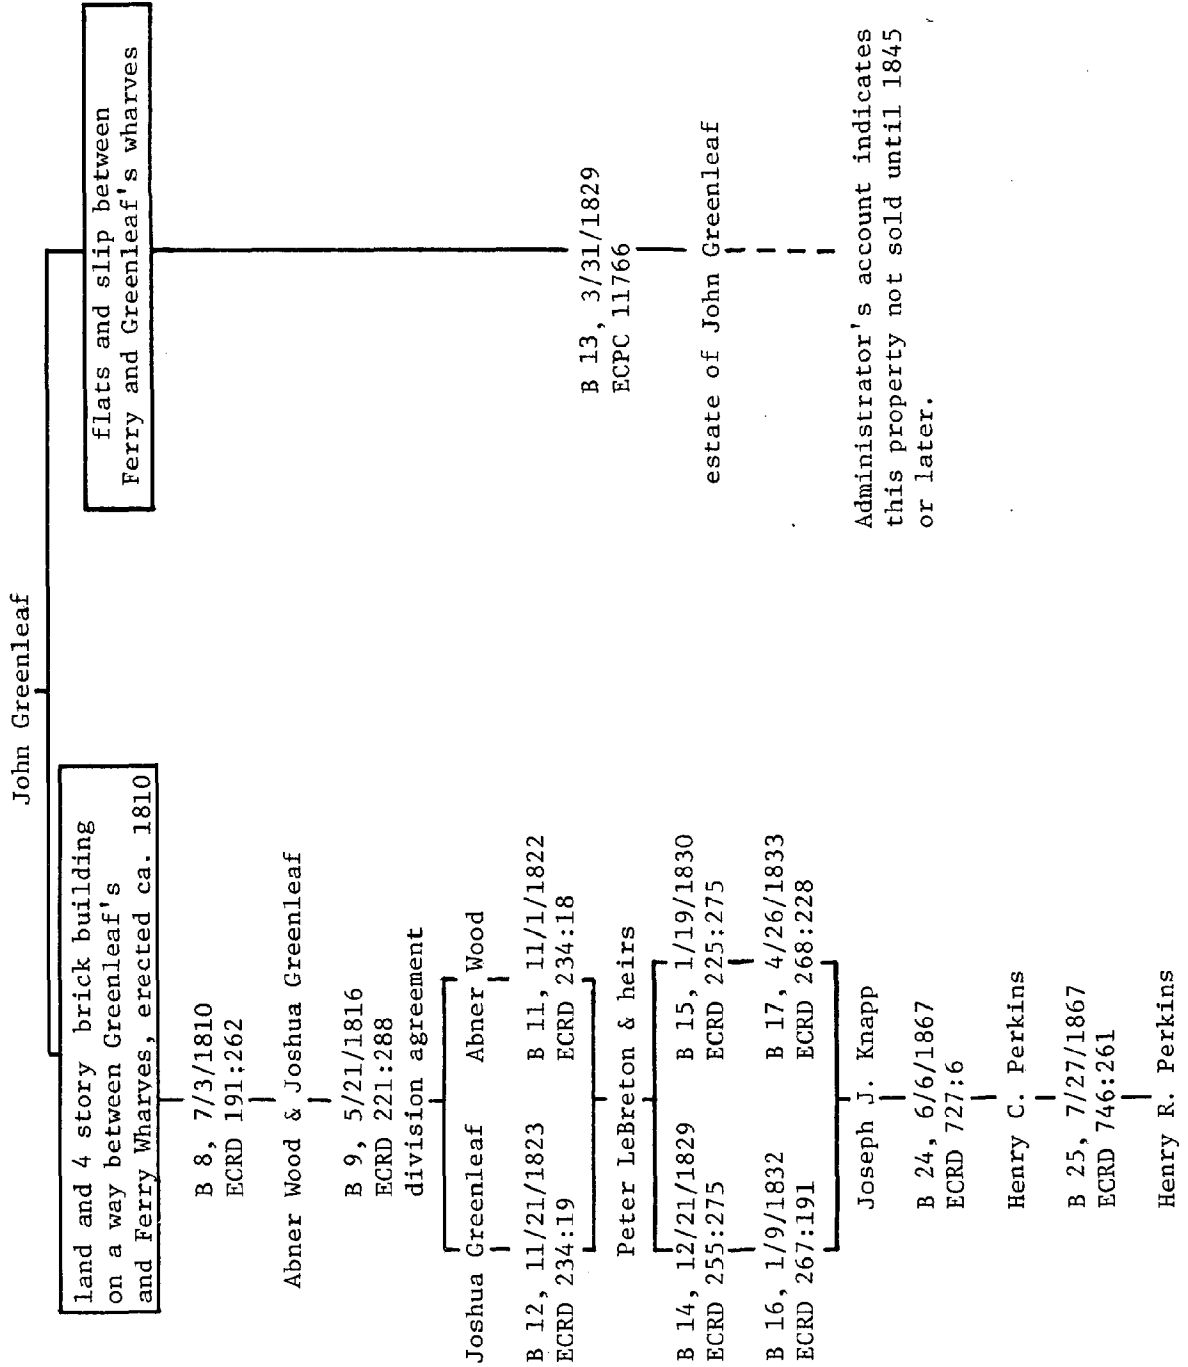 John Greenleaf
land and 4 story brick building
on a way between Greenleaf's
and Ferry Wharves, erected ca. 1810
B 8, 7/3/1810
ECRD 191:262
Abner Wood & Joshua Greenleaf
B 9, 5/21/1816
ECRD 221:288
division agreement
Joshua Greenleaf
B 12, 11/21/1823
ECRD 234:19
Abner Wood
B 11, 11/1/1822
ECRD 234:18
Peter LeBreton & heirs
B 14, 12/21/1829
ECRD 255:275
B 15, 1/19/1830
ECRD 225:275
B 16, 1/9/1832
ECRD 267:191
B 17, 4/26/1833
ECRD 268:228
Joseph J. Knapp
B 24, 6/6/1867
ECRD 727:6
Henry C. Perkins
B 25, 7/27/1867
ECRD 746:261
Henry R. Perkins
flats and slip between
Ferry and Greenleaf's wharves
B 13, 3/31/1829
ECPC 11766
estate of John Greenleaf
Administrator's account indicates
this property not sold until 1845
or later.